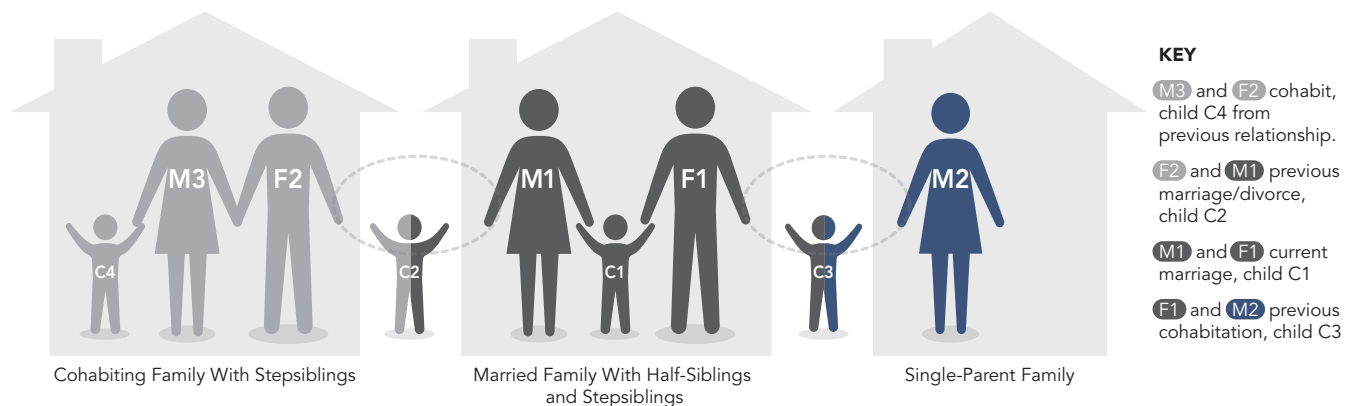 M3
F2
C4
C2
M1
F1
C1
C3
M2
Cohabiting Family With Stepsiblings
Married Family With Half-Siblings
and Stepsiblings
Single-Parent Family
KEY
M3 and F2 cohabit,
child C4 from
previous relationship.
F2 and M1 previous
marriage/divorce,
child C2
M1 and F1 current
marriage, child C1
F1 and M2 previous
cohabitation, child C3